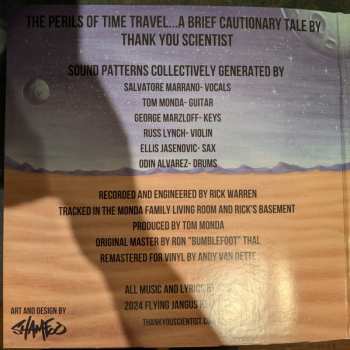 THE PERILS OF TIME TRAVEL...A BRIEF CAUTIONARY TALE BY
THANK YOU SCIENTIST
SOUND PATTERNS COLLECTIVELY GENERATED BY
SALVATORE MARRANO- VOCALS
TOM MONDA- GUITAR
GEORGE MARZLOFF- KEYS
RUSS LYNCH- VIOLIN
ELLIS JASENOVIC- SAX
ODIN ALVAREZ- DRUMS
RECORDED AND ENGINEERED BY RICK WARREN
TRACKED IN THE MONDA FAMILY LIVING ROOM AND RICK'S BASEMENT
PRODUCED BY TOM MONDA
ORIGINAL MASTER BY RON "BUMBLEFOOT" THAL
REMASTERED FOR VINYL BY ANDY VAN DETTE
ALL MUSIC AND LYRICS BY
2024 FLYING JANGUS
THANKYOUSCIENTIST.
ART AND DESIGN BY